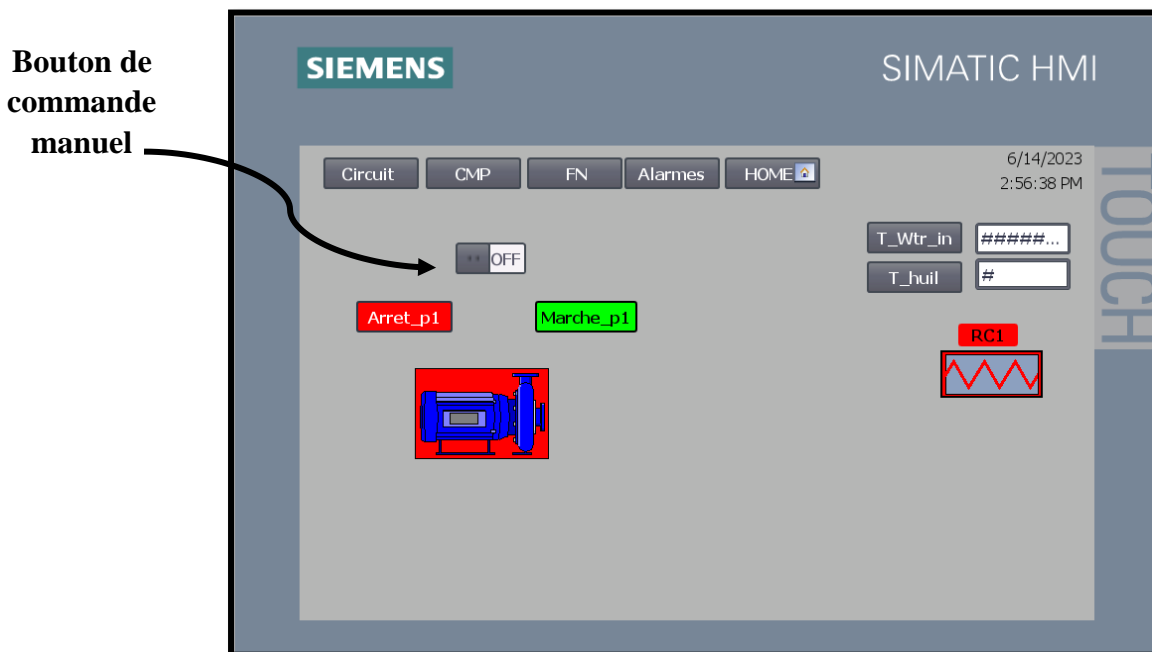 Bouton de
commande
manuel
SIEMENS
SIMATIC HMI
TOUCH
Circuit CMP FN Alarmes HOME
6/14/2023
2:56:38 PM
OFF
T_Wtr_in #####...
T_huil #
Arret_p1 Marche_p1
RC1